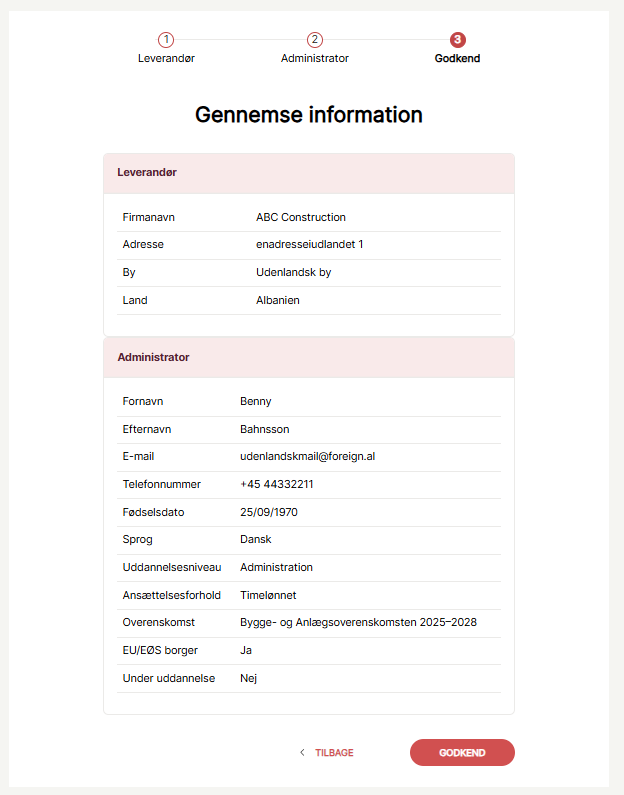 1 2 3
Leverandør Administrator Godkend
Gennemse information
Leverandør
Firmanavn ABC Construction
Adresse enadresseiudlandet 1
By Udenlandsk by
Land Albanien
Administrator
Fornavn Benny
Efternavn Bahnsson
E-mail udenlandskmail@foreign.al
Telefonnummer +45 44332211
Fødselsdato 25/09/1970
Sprog Dansk
Uddannelsesniveau Administration
Ansættelsesforhold Timelønnet
Overenskomst Bygge- og Anlægsoverenskomsten 2025–2028
EU/EØS borger Ja
Under uddannelse Nej
TILBAGE GODKEND